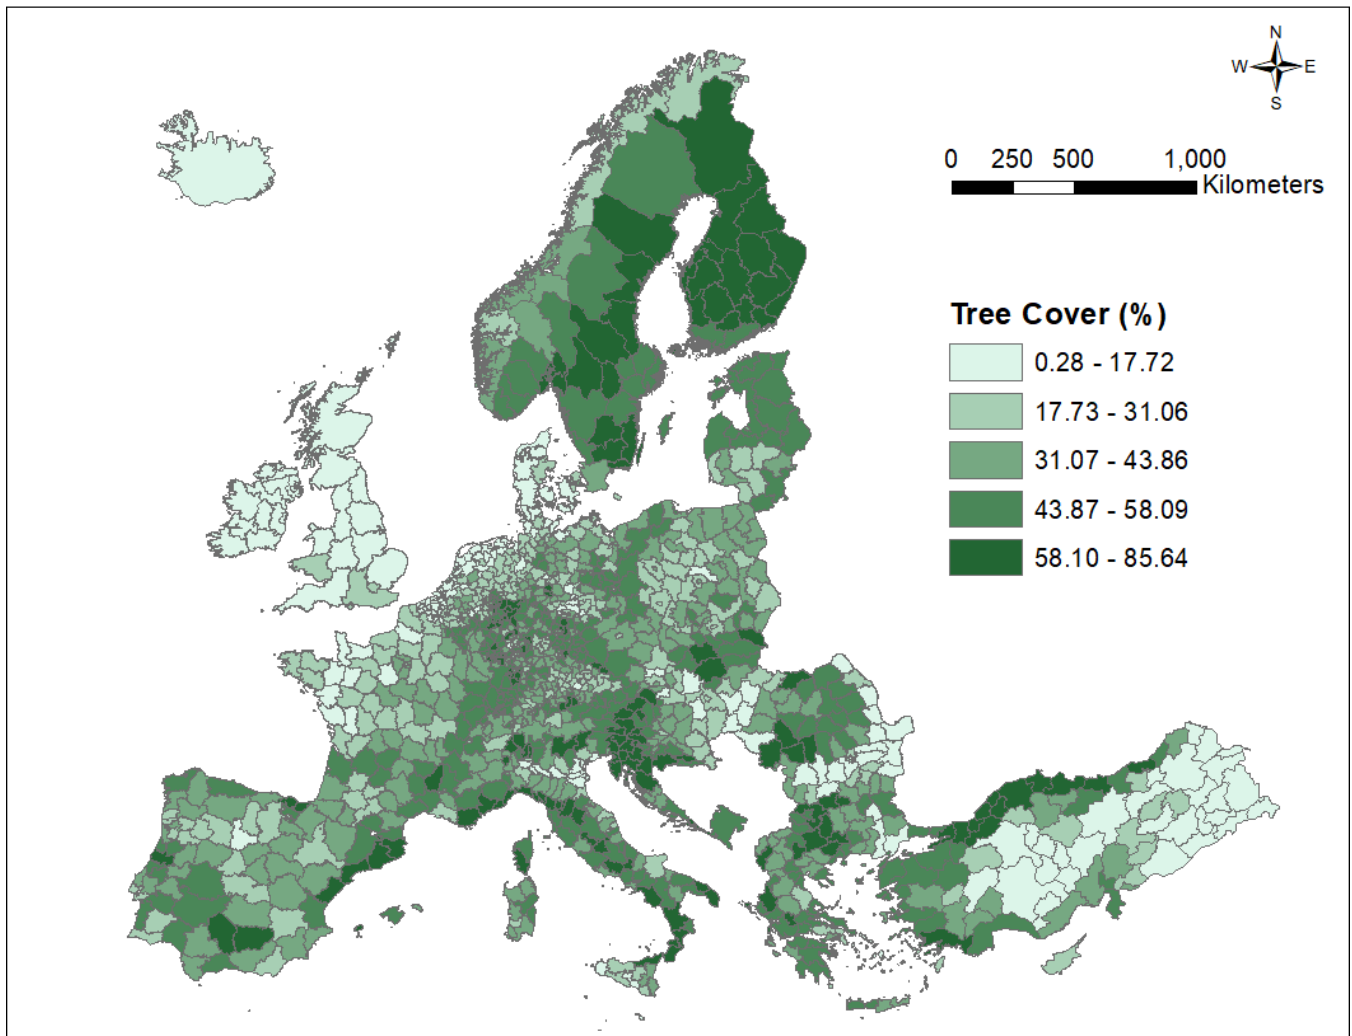 N
W E
S
0 250 500 1,000
Kilometers
Tree Cover (%)
0.28 - 17.72
17.73 - 31.06
31.07 - 43.86
43.87 - 58.09
58.10 - 85.64